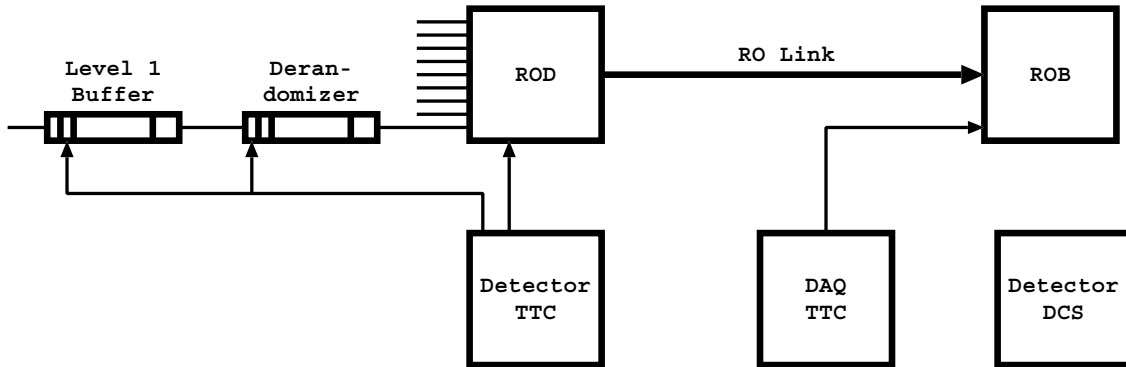 Level 1
Buffer
Deran-
domizer
ROD
RO Link
ROB
Detector
TTC
DAQ
TTC
Detector
DCS